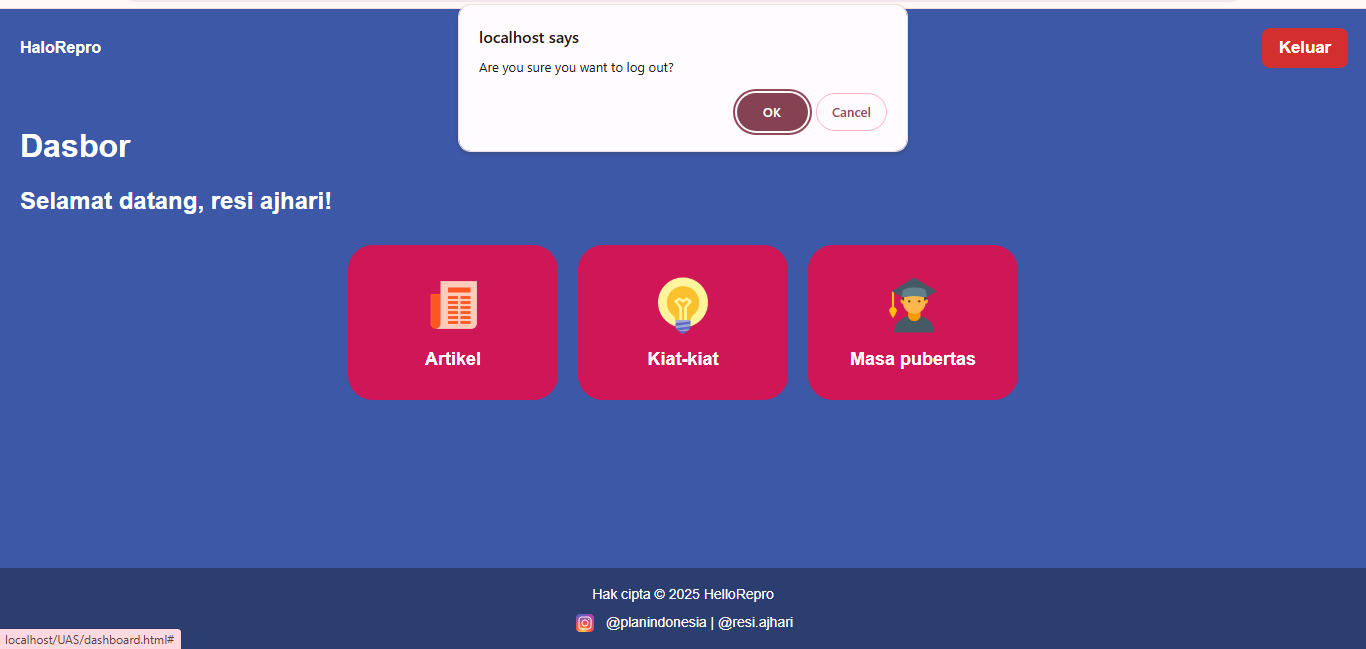 localhost says
Are you sure you want to log out?
OK
Cancel
HaloRepro
Keluar
Dasbor
Selamat datang, resi ajhari!
Artikel
Kiat-kiat
Masa pubertas
Hak cipta © 2025 HelloRepro
@planindonesia | @resi.ajhari
localhost/UAS/dashboard.html#